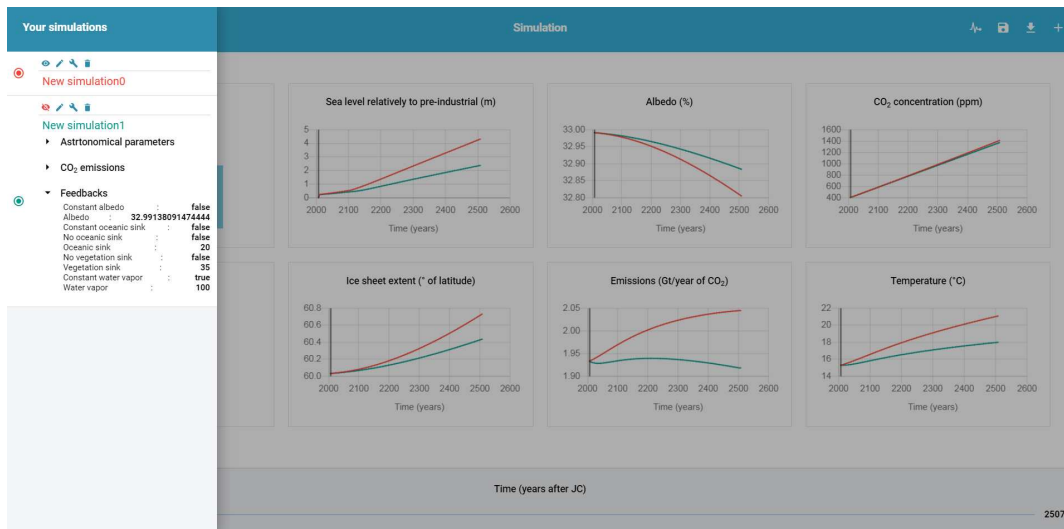 Your simulations
Simulation
New simulation0
New simulation1
Astrtonomical parameters
CO₂ emissions
Feedbacks
Constant albedo : false
Albedo : 32.99138091474444
Constant oceanic sink : false
No oceanic sink : false
Oceanic sink : 20
No vegetation sink : false
Vegetation sink : 35
Constant water vapor : true
Water vapor : 100
Sea level relatively to pre-industrial (m)
5
4
3
2
1
0
2000 2100 2200 2300 2400 2500 2600
Time (years)
Albedo (%)
33.00
32.95
32.90
32.85
32.80
2000 2100 2200 2300 2400 2500 2600
Time (years)
CO₂ concentration (ppm)
1600
1400
1200
1000
800
600
400
2000 2100 2200 2300 2400 2500 2600
Time (years)
Ice sheet extent (° of latitude)
60.8
60.6
60.4
60.2
60.0
2000 2100 2200 2300 2400 2500 2600
Time (years)
Emissions (Gt/year of CO₂)
2.05
2.00
1.95
1.90
2000 2100 2200 2300 2400 2500 2600
Time (years)
Temperature (°C)
22
20
18
16
14
2000 2100 2200 2300 2400 2500 2600
Time (years)
Time (years after JC)
2507